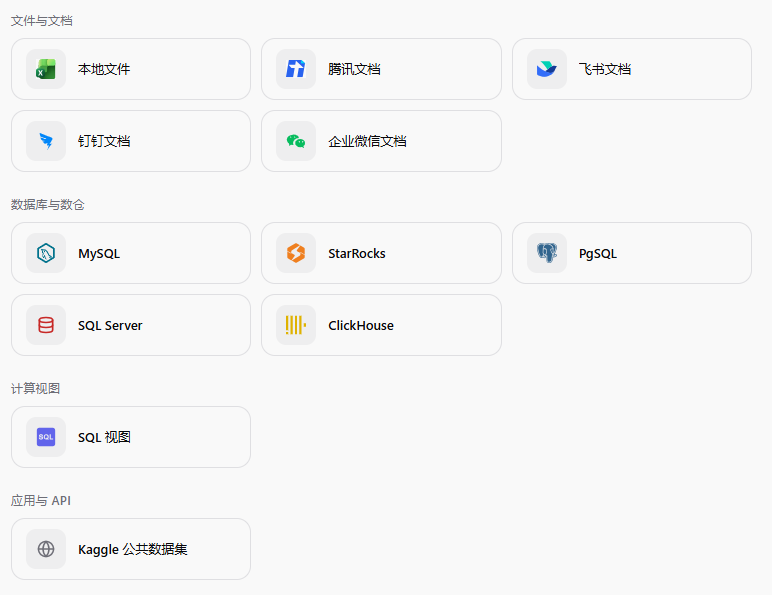 文件与文档
本地文件
腾讯文档
飞书文档
钉钉文档
企业微信文档
数据库与数仓
MySQL
StarRocks
PgSQL
SQL Server
ClickHouse
计算视图
SQL
SQL 视图
应用与 API
Kaggle 公共数据集